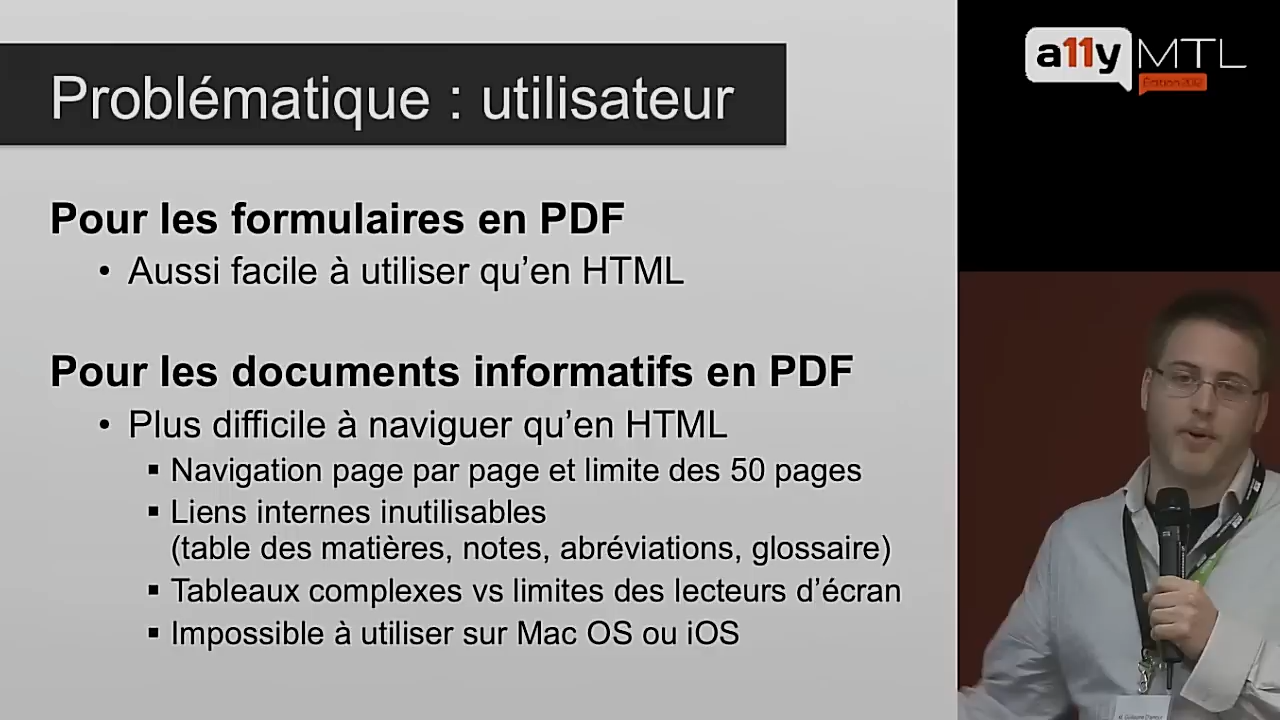 Problématique : utilisateur
Pour les formulaires en PDF
• Aussi facile à utiliser qu’en HTML
Pour les documents informatifs en PDF
• Plus difficile à naviguer qu’en HTML
▪ Navigation page par page et limite des 50 pages
▪ Liens internes inutilisables
(table des matières, notes, abréviations, glossaire)
▪ Tableaux complexes vs limites des lecteurs d’écran
▪ Impossible à utiliser sur Mac OS ou iOS
a11y MTL
Édition 2012